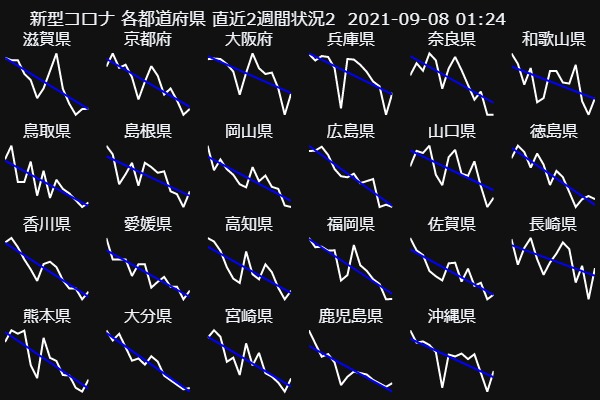 新型コロナ 各都道府県 直近2週間状況2 2021-09-08 01:24
滋賀県 京都府 大阪府 兵庫県 奈良県 和歌山県
鳥取県 島根県 岡山県 広島県 山口県 徳島県
香川県 愛媛県 高知県 福岡県 佐賀県 長崎県
熊本県 大分県 宮崎県 鹿児島県 沖縄県